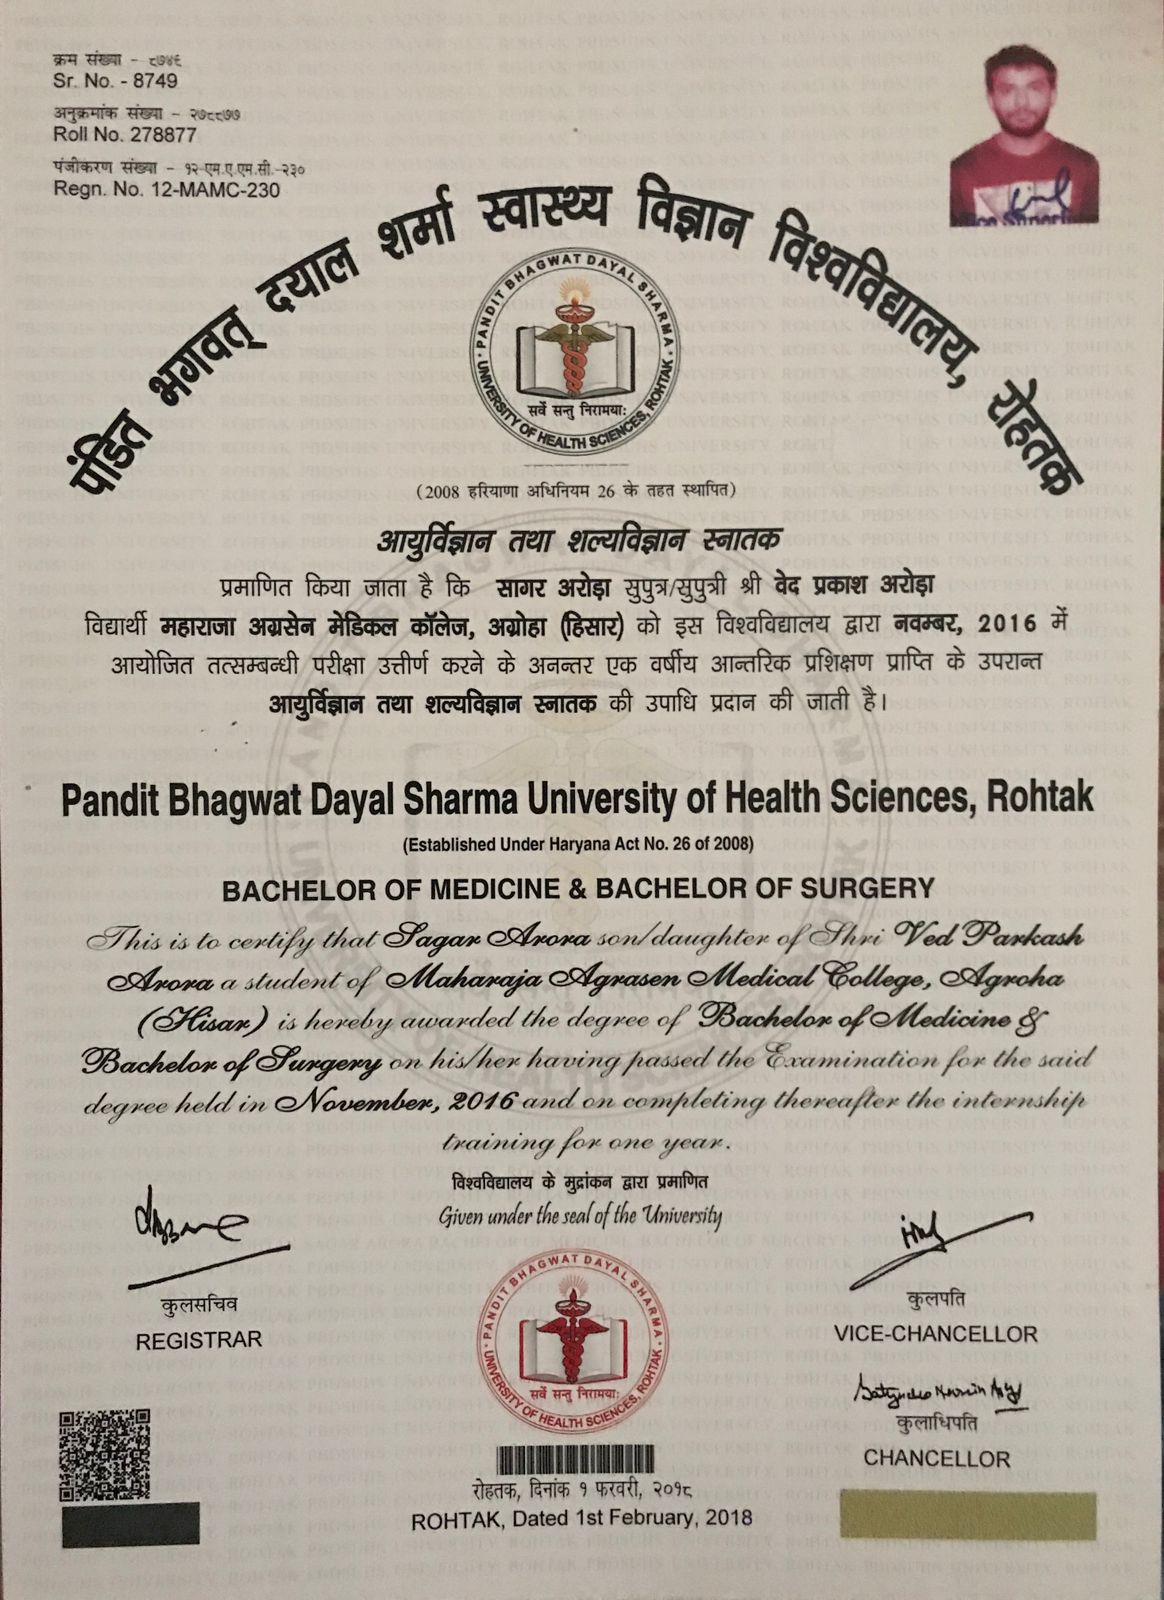 क्रम संख्या - ८७४९
Sr. No. - 8749
अनुक्रमांक संख्या - २७८८७७
Roll No. 278877
पंजीकरण संख्या - १२-एम.ए.एम.सी.-२३०
Regn. No. 12-MAMC-230
पंडित भगवत् दयाल शर्मा स्वास्थ्य विज्ञान विश्वविद्यालय, रोहतक
PANDIT BHAGWAT DAYAL SHARMA
UNIVERSITY OF HEALTH SCIENCES, ROHTAK
सर्वे सन्तु निरामयाः
(2008 हरियाणा अधिनियम 26 के तहत स्थापित)
आयुर्विज्ञान तथा शल्यविज्ञान स्नातक
प्रमाणित किया जाता है कि सागर अरोड़ा सुपुत्र/सुपुत्री श्री वेद प्रकाश अरोड़ा
विद्यार्थी महाराजा अग्रसेन मेडिकल कॉलेज, अग्रोहा (हिसार) को इस विश्वविद्यालय द्वारा नवम्बर, 2016 में
आयोजित तत्सम्बन्धी परीक्षा उत्तीर्ण करने के अनन्तर एक वर्षीय आन्तरिक प्रशिक्षण प्राप्ति के उपरान्त
आयुर्विज्ञान तथा शल्यविज्ञान स्नातक की उपाधि प्रदान की जाती है।
Pandit Bhagwat Dayal Sharma University of Health Sciences, Rohtak
(Established Under Haryana Act No. 26 of 2008)
BACHELOR OF MEDICINE & BACHELOR OF SURGERY
This is to certify that Sagar Arora son/daughter of Shri Ved Parkash
Arora a student of Maharaja Agrasen Medical College, Agroha
(Hisar) is hereby awarded the degree of Bachelor of Medicine &
Bachelor of Surgery on his/her having passed the Examination for the said
degree held in November, 2016 and on completing thereafter the internship
training for one year.
विश्वविद्यालय के मुद्रांकन द्वारा प्रमाणित
Given under the seal of the University
कुलसचिव
REGISTRAR
PANDIT BHAGWAT DAYAL SHARMA
UNIVERSITY OF HEALTH SCIENCES, ROHTAK
सर्वे सन्तु निरामयाः
कुलपति
VICE-CHANCELLOR
कुलाधिपति
CHANCELLOR
रोहतक, दिनांक १ फरवरी, २०१८
ROHTAK, Dated 1st February, 2018